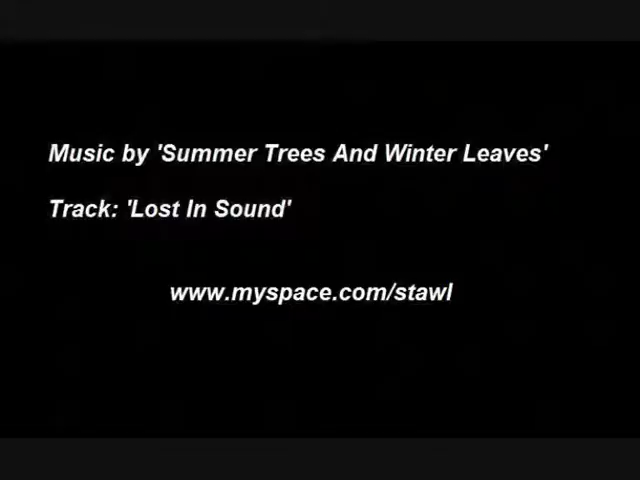 Music by 'Summer Trees And Winter Leaves'
Track: 'Lost In Sound'
www.myspace.com/stawl